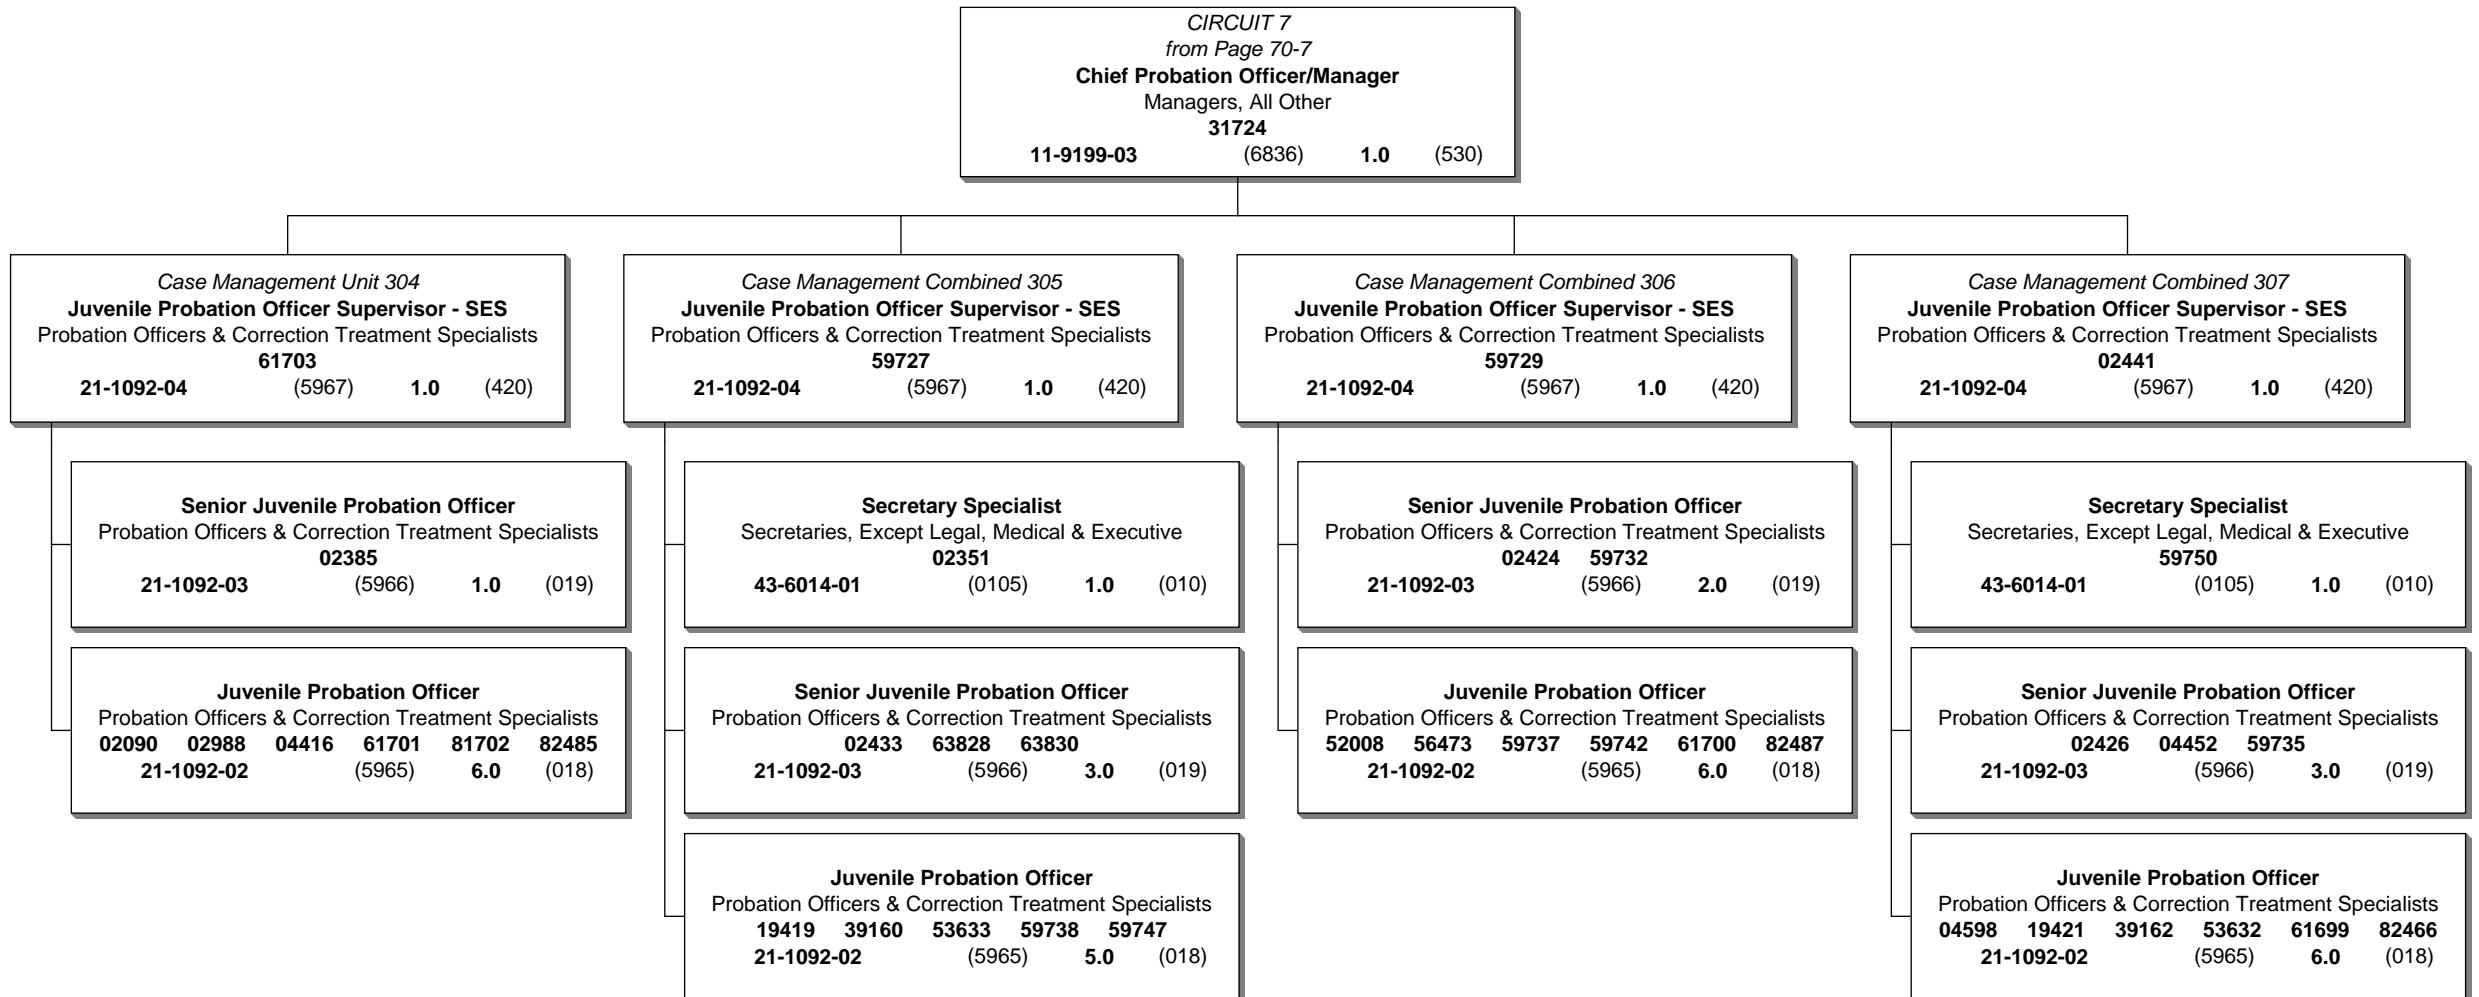 CIRCUIT 7
from Page 70-7
Chief Probation Officer/Manager
Managers, All Other
31724
11-9199-03 (6836) 1.0 (530)
Case Management Unit 304
Juvenile Probation Officer Supervisor - SES
Probation Officers & Correction Treatment Specialists
61703
21-1092-04 (5967) 1.0 (420)
Senior Juvenile Probation Officer
Probation Officers & Correction Treatment Specialists
02385
21-1092-03 (5966) 1.0 (019)
Juvenile Probation Officer
Probation Officers & Correction Treatment Specialists
02090 02988 04416 61701 81702 82485
21-1092-02 (5965) 6.0 (018)
Case Management Combined 305
Juvenile Probation Officer Supervisor - SES
Probation Officers & Correction Treatment Specialists
59727
21-1092-04 (5967) 1.0 (420)
Secretary Specialist
Secretaries, Except Legal, Medical & Executive
02351
43-6014-01 (0105) 1.0 (010)
Senior Juvenile Probation Officer
Probation Officers & Correction Treatment Specialists
02433 63828 63830
21-1092-03 (5966) 3.0 (019)
Juvenile Probation Officer
Probation Officers & Correction Treatment Specialists
19419 39160 53633 59738 59747
21-1092-02 (5965) 5.0 (018)
Case Management Combined 306
Juvenile Probation Officer Supervisor - SES
Probation Officers & Correction Treatment Specialists
59729
21-1092-04 (5967) 1.0 (420)
Senior Juvenile Probation Officer
Probation Officers & Correction Treatment Specialists
02424 59732
21-1092-03 (5966) 2.0 (019)
Juvenile Probation Officer
Probation Officers & Correction Treatment Specialists
52008 56473 59737 59742 61700 82487
21-1092-02 (5965) 6.0 (018)
Case Management Combined 307
Juvenile Probation Officer Supervisor - SES
Probation Officers & Correction Treatment Specialists
02441
21-1092-04 (5967) 1.0 (420)
Secretary Specialist
Secretaries, Except Legal, Medical & Executive
59750
43-6014-01 (0105) 1.0 (010)
Senior Juvenile Probation Officer
Probation Officers & Correction Treatment Specialists
02426 04452 59735
21-1092-03 (5966) 3.0 (019)
Juvenile Probation Officer
Probation Officers & Correction Treatment Specialists
04598 19421 39162 53632 61699 82466
21-1092-02 (5965) 6.0 (018)